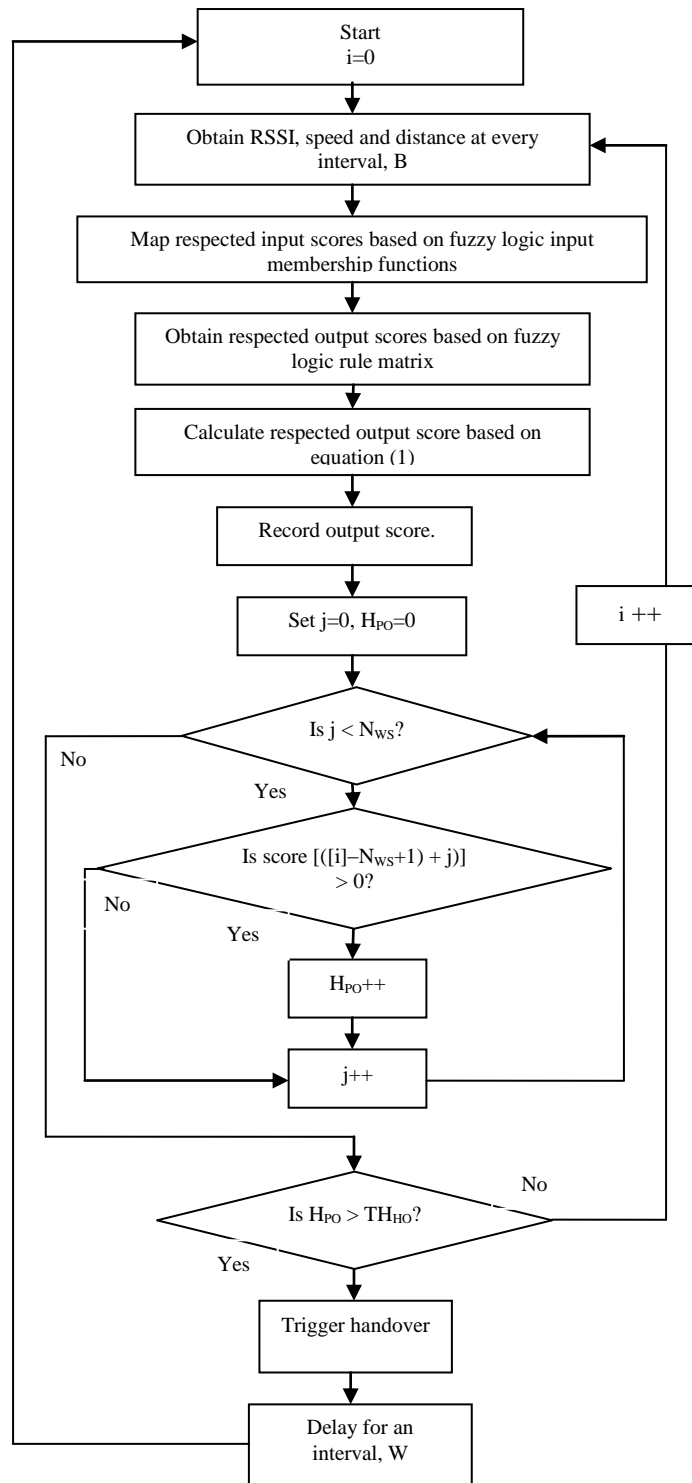 Start
i=0
Obtain RSSI, speed and distance at every
interval, B
Map respected input scores based on fuzzy logic input
membership functions
Obtain respected output scores based on fuzzy
logic rule matrix
Calculate respected output score based on
equation (1)
Record output score.
i ++
Set j=0, HPO=0
Is j < NWS?
No
Yes
Is score [([i]–NWS+1) + j)]
> 0?
No
Yes
HPO++
j++
No
Is HPO > THHO?
Yes
Trigger handover
Delay for an
interval, W